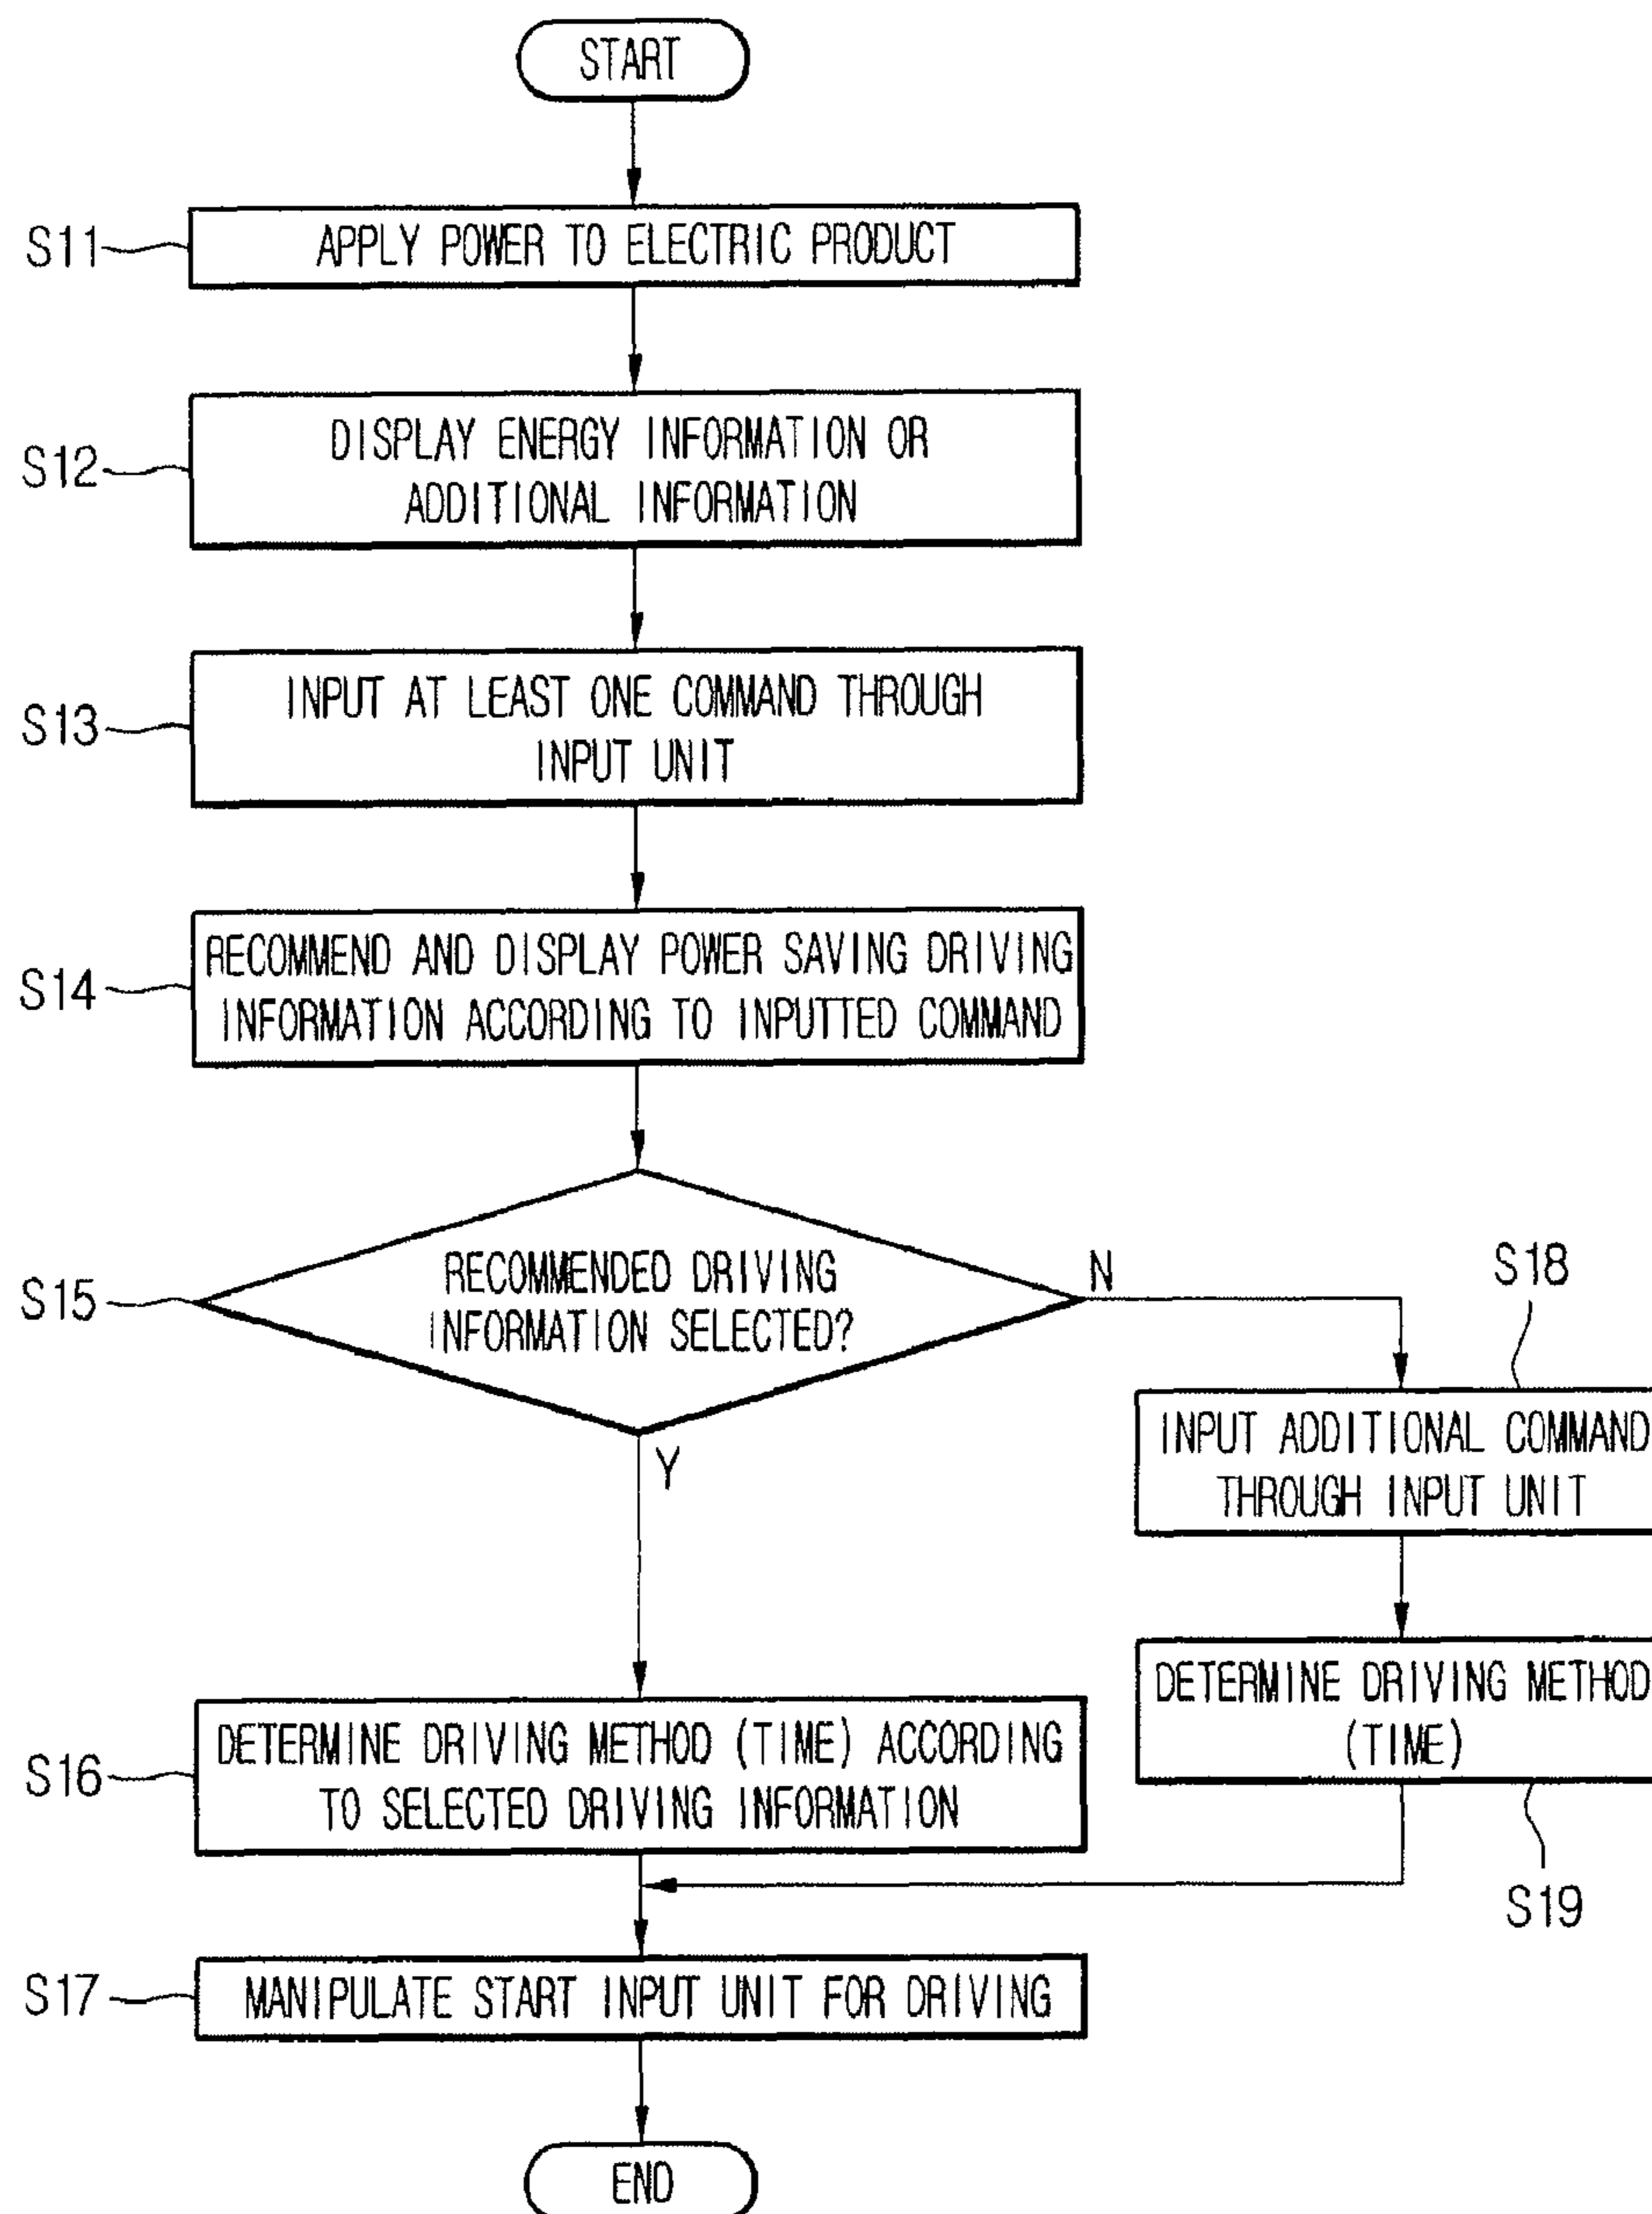 START
S11
APPLY POWER TO ELECTRIC PRODUCT
S12
DISPLAY ENERGY INFORMATION OR
ADDITIONAL INFORMATION
S13
INPUT AT LEAST ONE COMMAND THROUGH
INPUT UNIT
S14
RECOMMEND AND DISPLAY POWER SAVING DRIVING
INFORMATION ACCORDING TO INPUTTED COMMAND
S15
RECOMMENDED DRIVING
INFORMATION SELECTED?
N
Y
S18
INPUT ADDITIONAL COMMAND
THROUGH INPUT UNIT
DETERMINE DRIVING METHOD
(TIME)
S19
S16
DETERMINE DRIVING METHOD (TIME) ACCORDING
TO SELECTED DRIVING INFORMATION
S17
MANIPULATE START INPUT UNIT FOR DRIVING
END